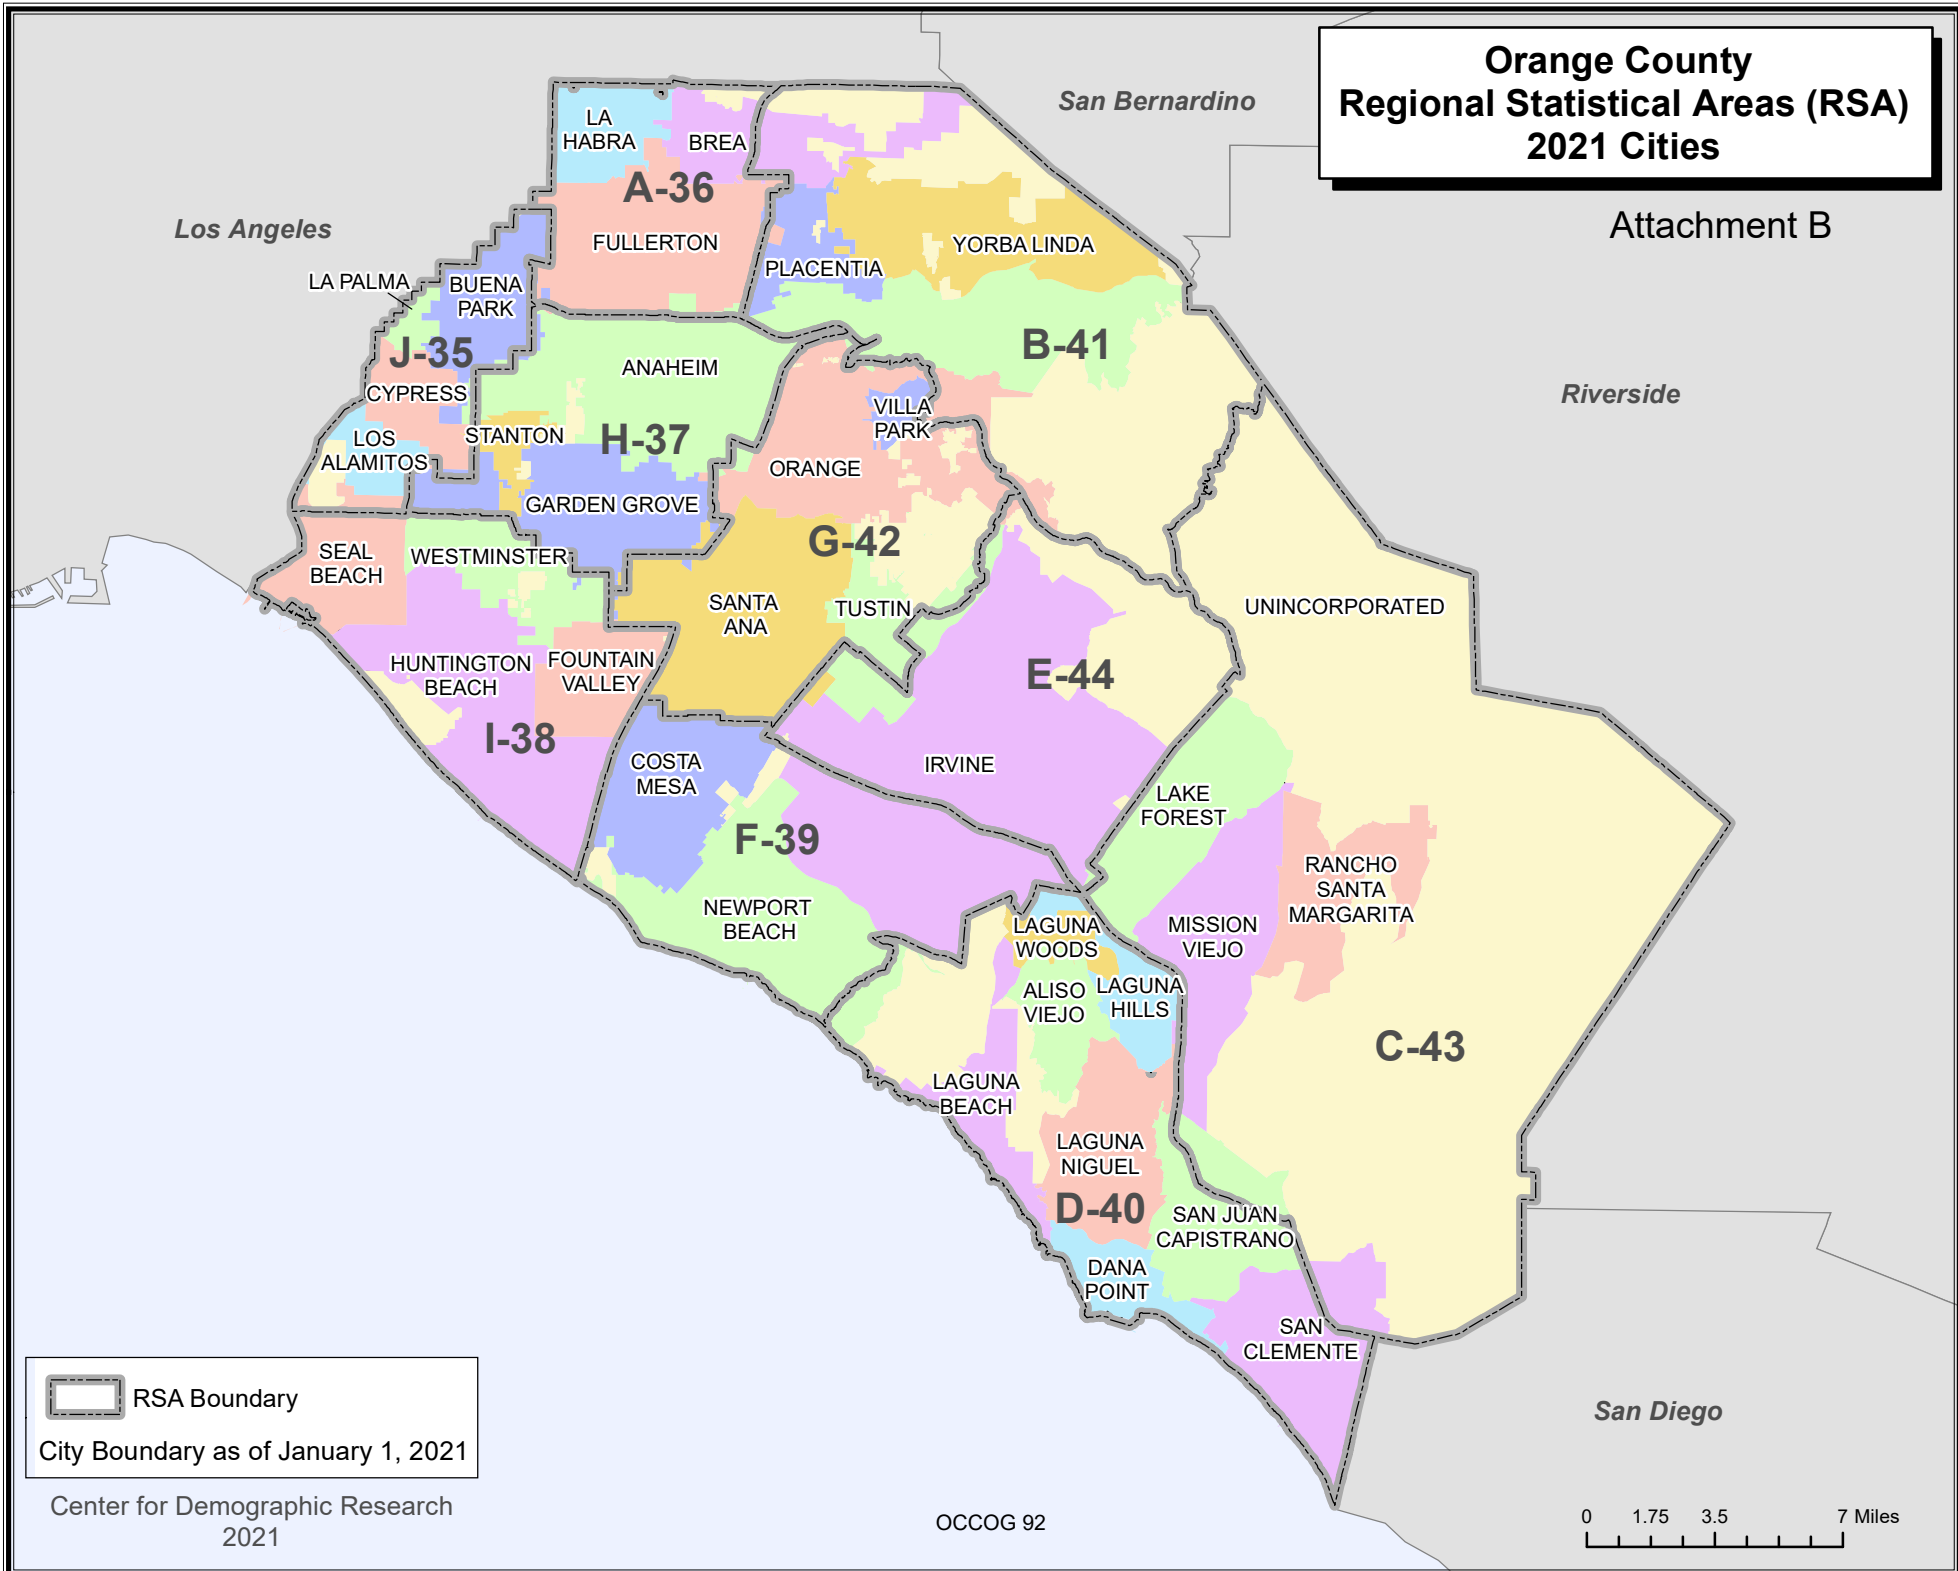 Orange County
Regional Statistical Areas (RSA)
2021 Cities
Attachment B
San Bernardino
Los Angeles
Riverside
San Diego
LA
HABRA
BREA
A-36
FULLERTON
YORBA LINDA
PLACENTIA
LA PALMA
BUENA
PARK
B-41
J-35
ANAHEIM
CYPRESS
VILLA
PARK
STANTON
H-37
LOS
ALAMITOS
ORANGE
GARDEN GROVE
G-42
SEAL
BEACH
WESTMINSTER
SANTA
ANA
TUSTIN
UNINCORPORATED
HUNTINGTON
BEACH
FOUNTAIN
VALLEY
E-44
I-38
COSTA
MESA
IRVINE
LAKE
FOREST
F-39
RANCHO
SANTA
MARGARITA
NEWPORT
BEACH
LAGUNA
WOODS
MISSION
VIEJO
ALISO
VIEJO
LAGUNA
HILLS
C-43
LAGUNA
BEACH
LAGUNA
NIGUEL
D-40
SAN JUAN
CAPISTRANO
DANA
POINT
SAN
CLEMENTE
RSA Boundary
City Boundary as of January 1, 2021
Center for Demographic Research
2021
OCCOG 92
0 1.75 3.5 7 Miles